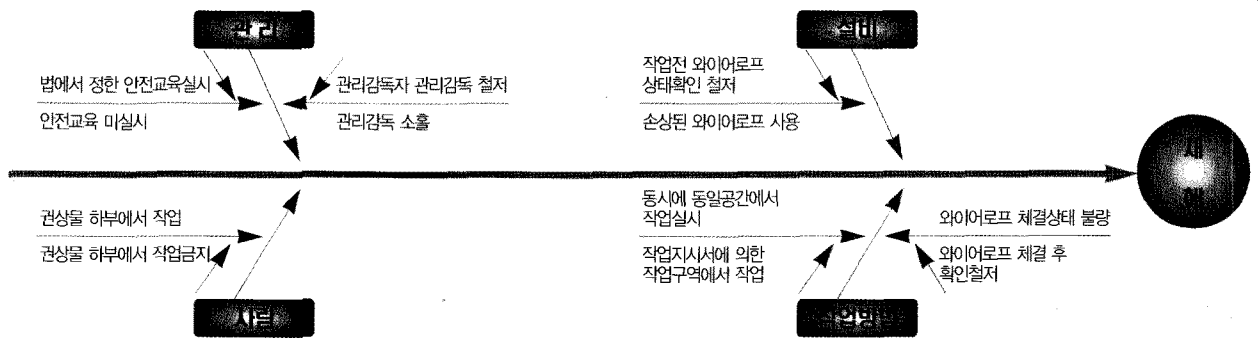 관 리
설비
법에서 정한 안전교육실시
안전교육 미실시
관리감독자 관리감독 철저
관리감독 소홀
작업전 와이어로프
상태확인 철저
손상된 와이어로프 사용
재
해
권상물 하부에서 작업
권상물 하부에서 작업금지
동시에 동일공간에서
작업실시
작업지시서에 의한
작업구역에서 작업
와이어로프 체결상태 불량
와이어로프 체결 후
확인철저
사람
작업방법